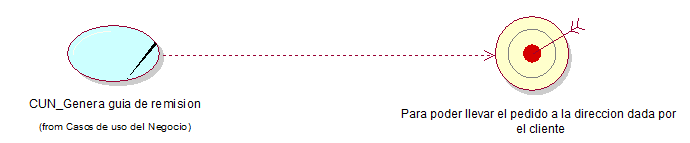 CUN_Genera guia de remision
(from Casos de uso del Negocio)
Para poder llevar el pedido a la direccion dada por
el cliente